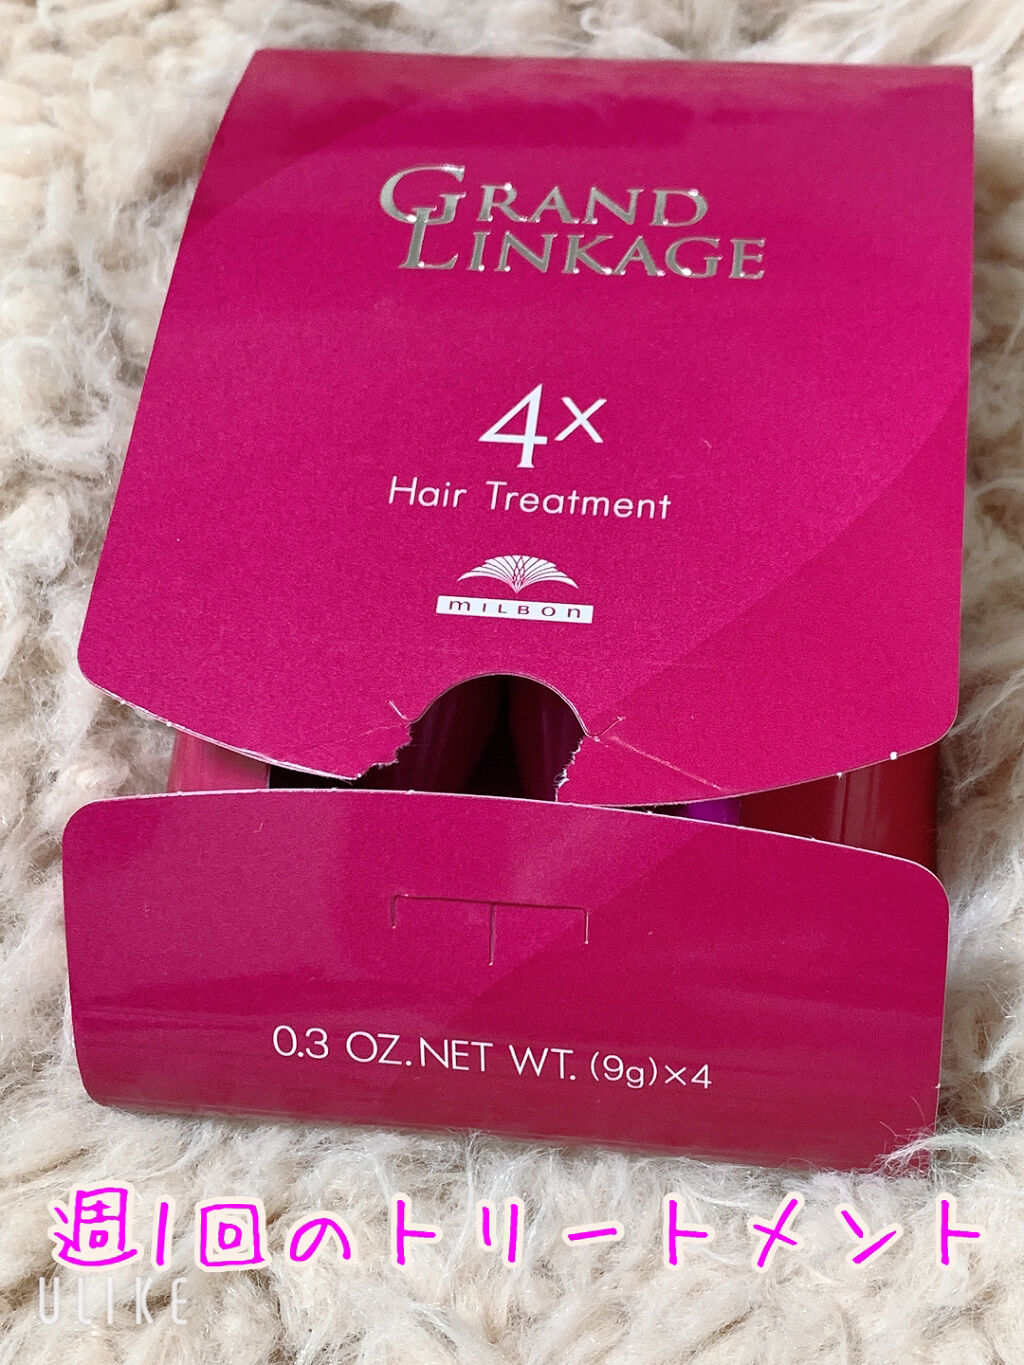 GRAND
LINKAGE
4x
Hair Treatment
MILBON
0.3 OZ.NET WT. (9g)×4
週1回のトリートメント
ULIKE